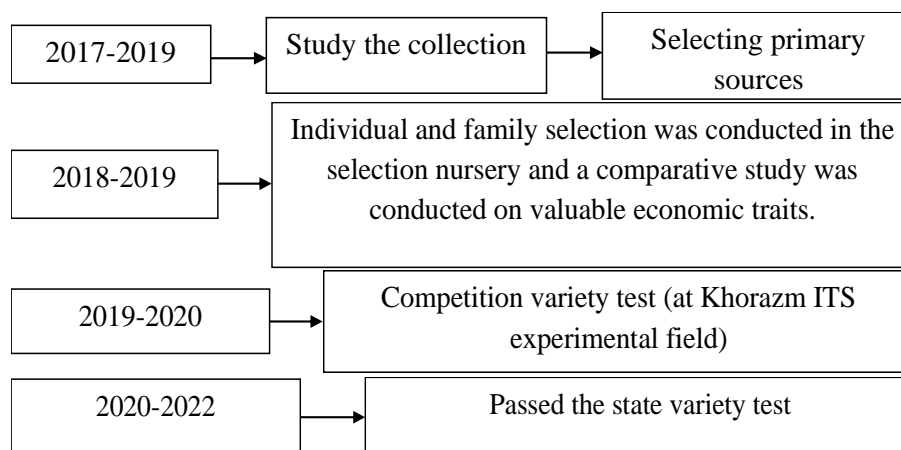 2017-2019
Study the collection
Selecting primary
sources
2018-2019
Individual and family selection was conducted in the
selection nursery and a comparative study was
conducted on valuable economic traits.
2019-2020
Competition variety test (at Khorazm ITS
experimental field)
2020-2022
Passed the state variety test